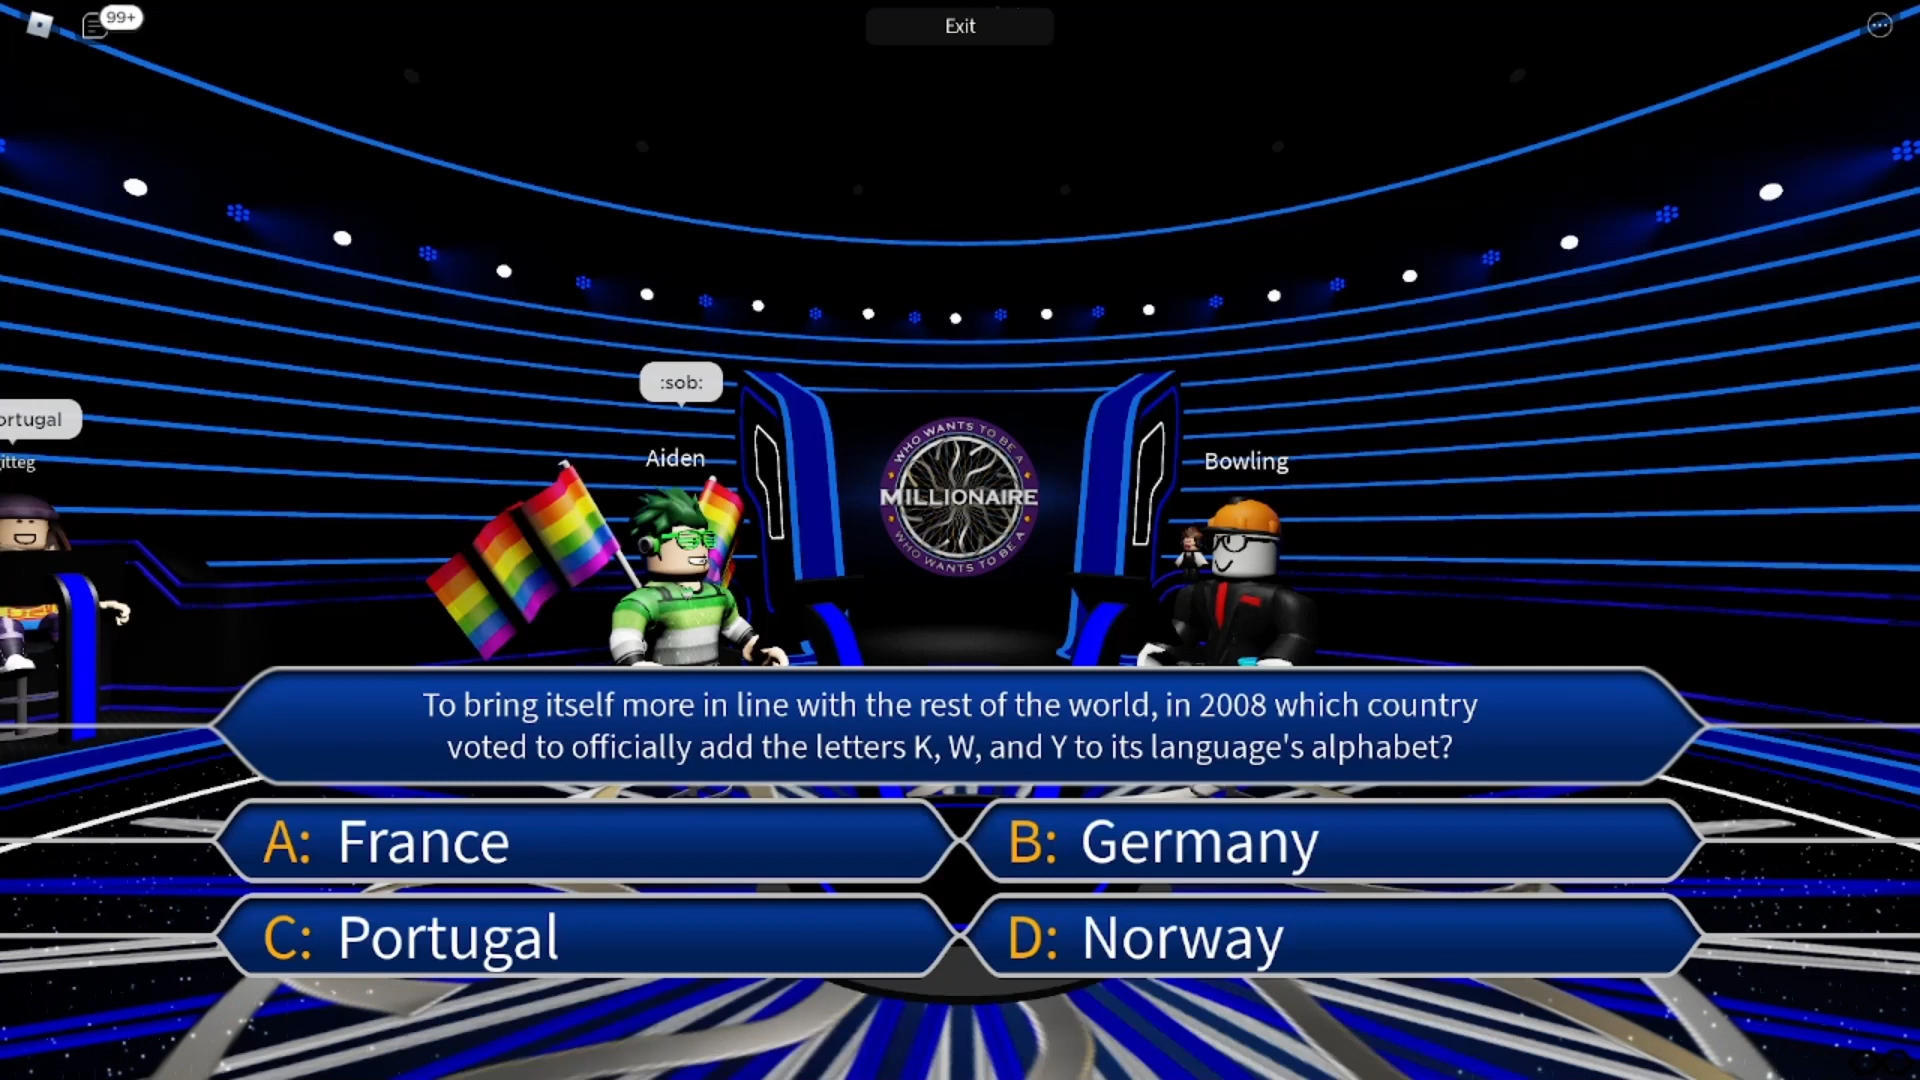 99+
Exit
:sob:
ortugal
Aiden
itteg
Bowling
WHO WANTS TO BE A
MILLIONAIRE
WHO WANTS TO BE A
To bring itself more in line with the rest of the world, in 2008 which country
voted to officially add the letters K, W, and Y to its language's alphabet?
A: France
B: Germany
C: Portugal
D: Norway